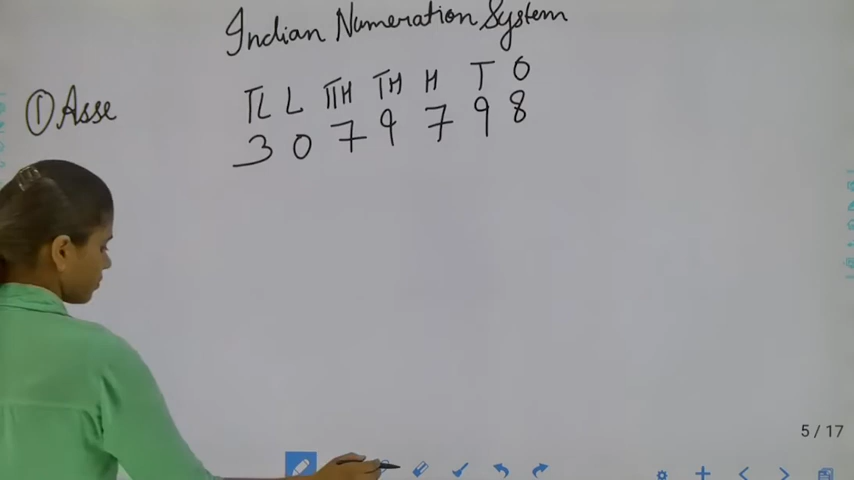 Indian Numeration System
TL L TTH TH H T O
① Asse
3 0 7 9 7 9 8
5 / 17